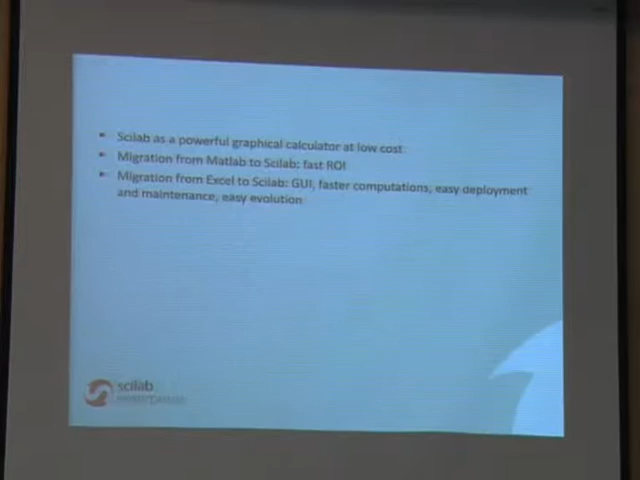 Scilab as a powerful graphical calculator at low cost
Migration from Matlab to Scilab: fast ROI
Migration from Excel to Scilab: GUI, faster computations, easy deployment
and maintenance, easy evolution
scilab
enterprises